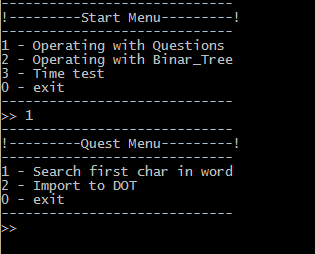 -----------------------------
!---------Start Menu---------!
-----------------------------
1 - Operating with Questions
2 - Operating with Binar_Tree
3 - Time test
0 - exit
-----------------------------
>> 1
-----------------------------
!---------Quest Menu---------!
-----------------------------
1 - Search first char in word
2 - Import to DOT
0 - exit
-----------------------------
>>